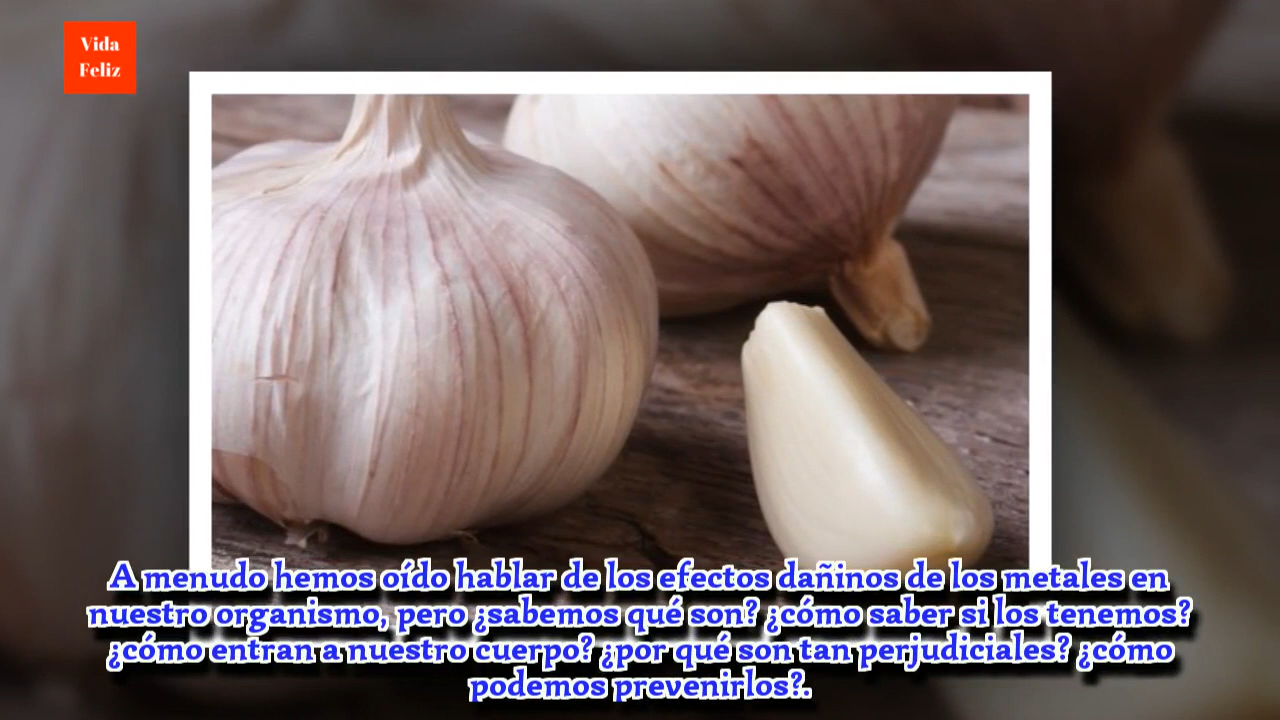 Vida
Feliz
A menudo hemos oído hablar de los efectos dañinos de los metales en
nuestro organismo, pero ¿sabemos qué son? ¿cómo saber si los tenemos?
¿cómo entran a nuestro cuerpo? ¿por qué son tan perjudiciales? ¿cómo
podemos prevenirlos?.